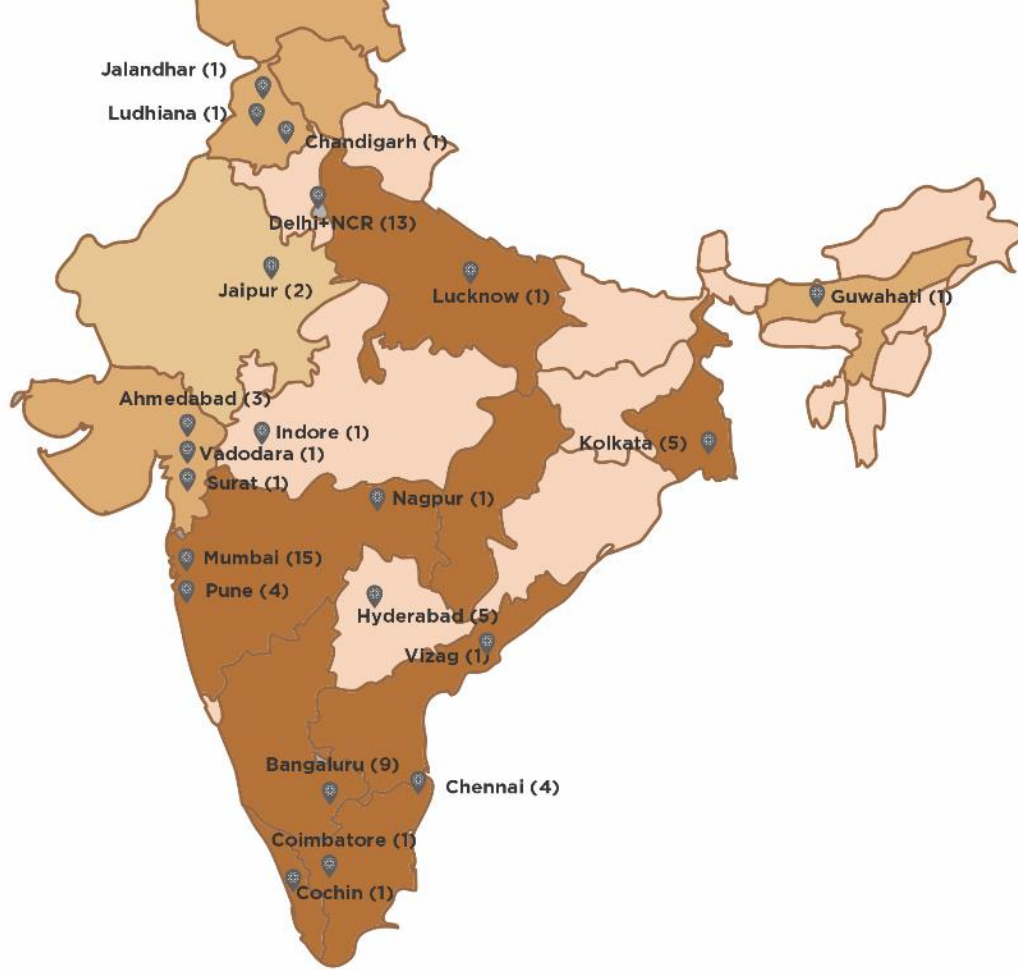 Jalandhar (1)
Ludhiana (1)
Chandigarh (1)
Delhi+NCR (13)
Jaipur (2)
Lucknow (1)
Guwahati (1)
Ahmedabad (3)
Indore (1)
Kolkata (5)
Vadodara (1)
Surat (1)
Nagpur (1)
Mumbai (15)
Pune (4)
Hyderabad (5)
Vizag (1)
Bangaluru (9)
Chennai (4)
Coimbatore (1)
Cochin (1)